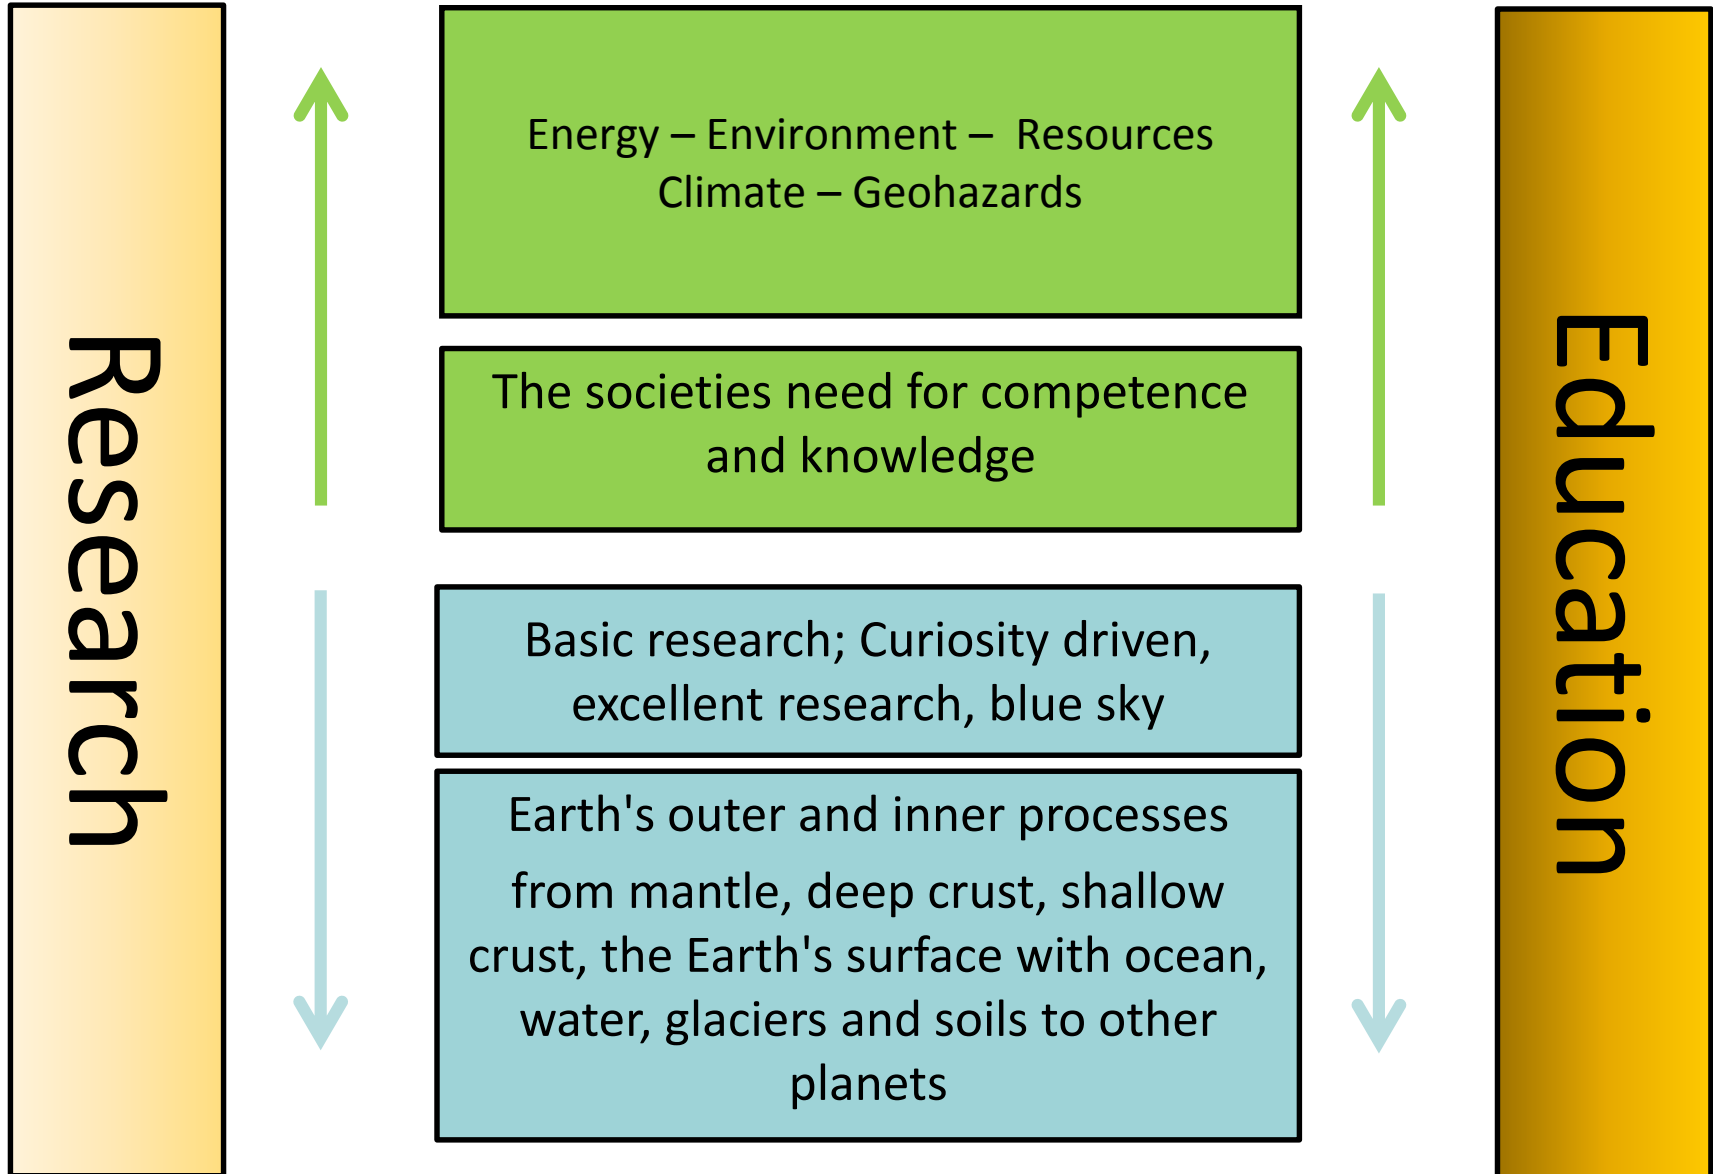 Research
Energy – Environment –  Resources
Climate – Geohazards
The societies need for competence
and knowledge
Basic research; Curiosity driven,
excellent research, blue sky
Earth's outer and inner processes
from mantle, deep crust, shallow
crust, the Earth's surface with ocean,
water, glaciers and soils to other
planets
Education